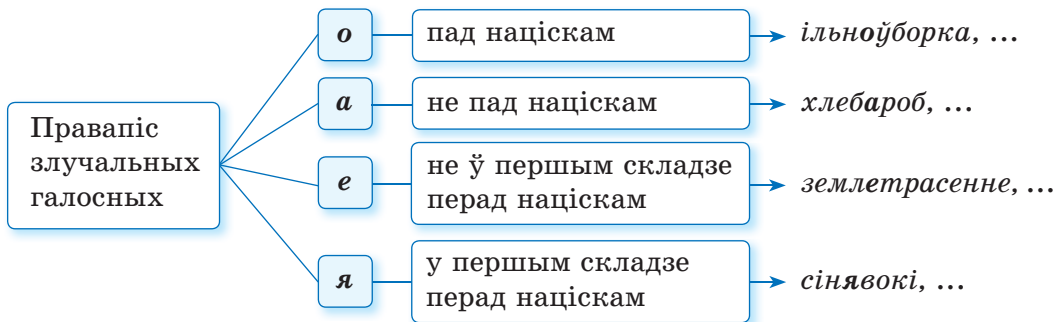 Правапіс
злучальных
галосных
о
пад націскам
ільноўборка, ...
а
не пад націскам
хлебароб, ...
е
не ў першым складзе
перад націскам
землетрасенне, ...
я
у першым складзе
перад націскам
сінявокі, ...